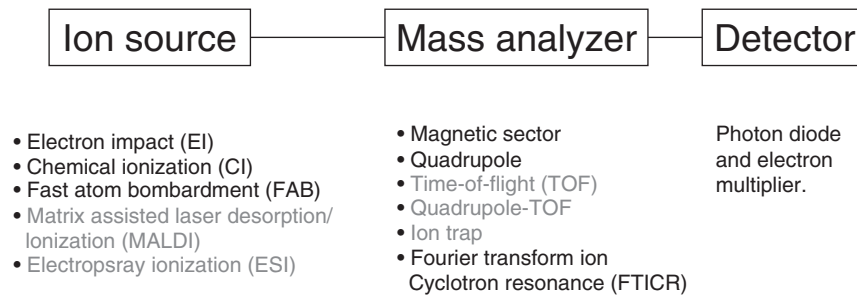 Ion source
Mass analyzer
Detector
• Electron impact (EI)
• Chemical ionization (CI)
• Fast atom bombardment (FAB)
• Matrix assisted laser desorption/
Ionization (MALDI)
• Electropsray ionization (ESI)
• Magnetic sector
• Quadrupole
• Time-of-flight (TOF)
• Quadrupole-TOF
• Ion trap
• Fourier transform ion
Cyclotron resonance (FTICR)
Photon diode
and electron
multiplier.